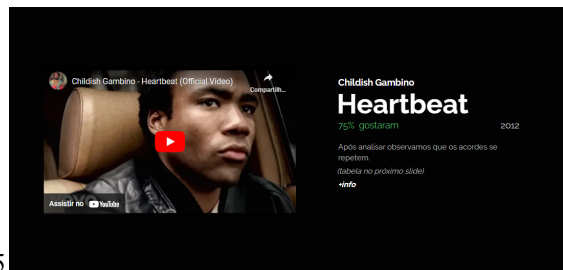 Childish Gambino - Heartbeat (Official Video)
Compartilh...
Assistir no YouTube
Childish Gambino
Heartbeat
75% gostaram 2012
Após analisar observamos que os acordes se
repetem.
(tabela no próximo slide)
+info